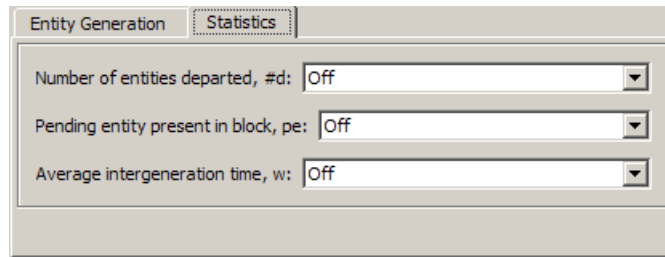 Entity Generation Statistics
Number of entities departed, #d: Off
Pending entity present in block, pe: Off
Average intergeneration time, w: Off